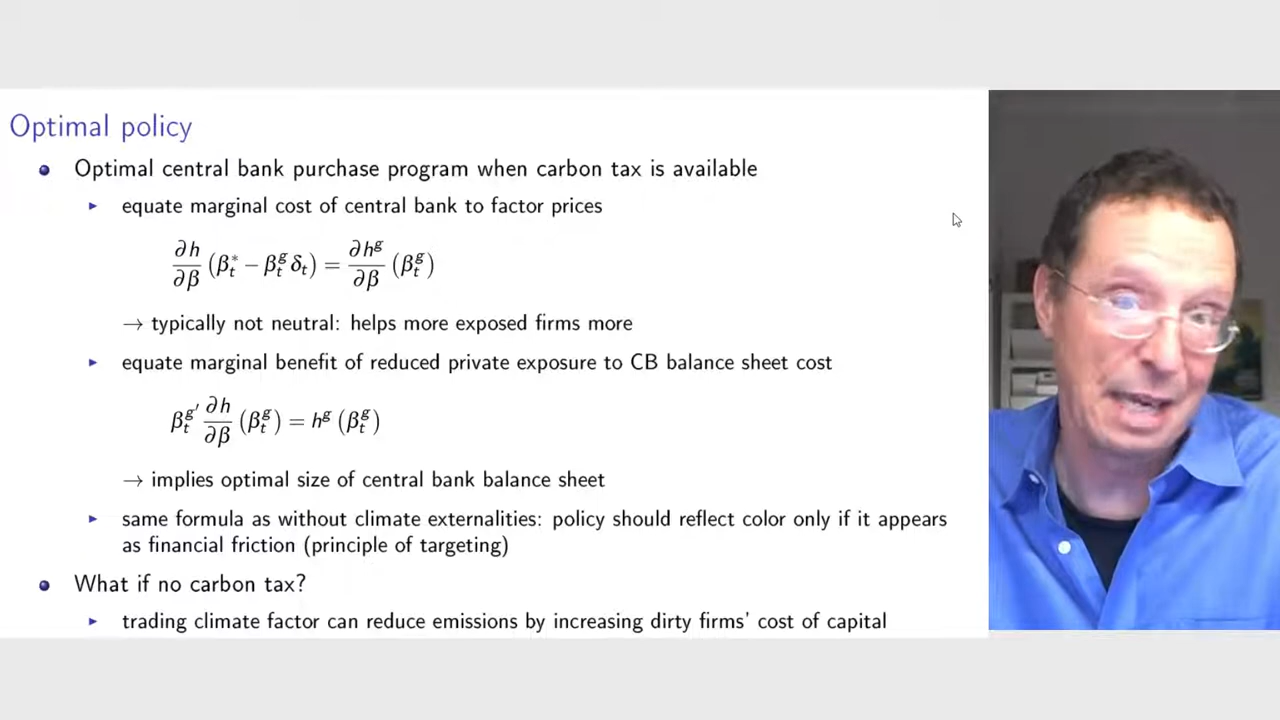 Optimal policy
Optimal central bank purchase program when carbon tax is available
equate marginal cost of central bank to factor prices
∂h/∂β (β*_t − β^g_t δ_t) = ∂h^g/∂β (β^g_t)
→ typically not neutral: helps more exposed firms more
equate marginal benefit of reduced private exposure to CB balance sheet cost
β^g_t′ ∂h/∂β (β^g_t) = h^g (β^g_t)
→ implies optimal size of central bank balance sheet
same formula as without climate externalities: policy should reflect color only if it appears
as financial friction (principle of targeting)
What if no carbon tax?
trading climate factor can reduce emissions by increasing dirty firms' cost of capital